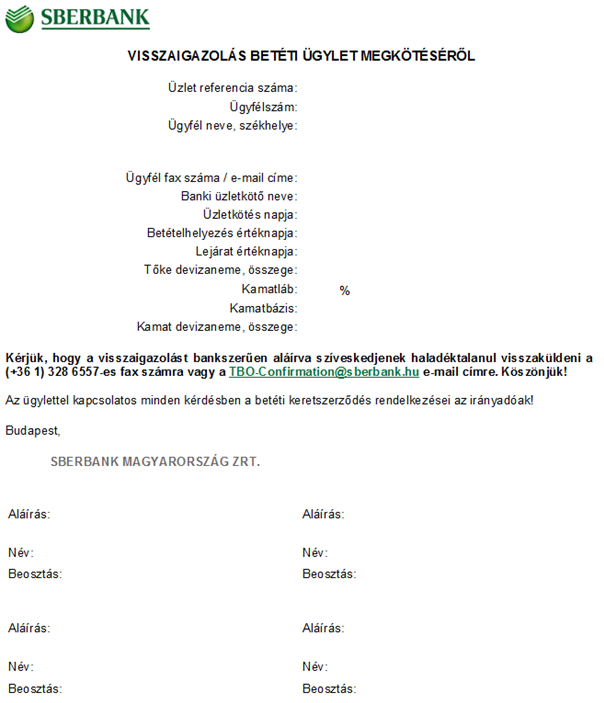 SBERBANK
VISSZAIGAZOLÁS BETÉTI ÜGYLET MEGKÖTÉSÉRŐL
Üzlet referencia száma:
Ügyfélszám:
Ügyfél neve, székhelye:
Ügyfél fax száma / e-mail címe:
Banki üzletkötő neve:
Üzletkötés napja:
Betételhelyezés értéknapja:
Lejárat értéknapja:
Tőke devizaneme, összege:
Kamatláb: %
Kamatbázis:
Kamat devizaneme, összege:
Kérjük, hogy a visszaigazolást bankszerűen aláírva szíveskedjenek haladéktalanul visszaküldeni a
(+36 1) 328 6557-es fax számra vagy a TBO-Confirmation@sberbank.hu e-mail címre. Köszönjük!
Az ügylettel kapcsolatos minden kérdésben a betéti keretszerződés rendelkezései az irányadóak!
Budapest,
SBERBANK MAGYARORSZÁG ZRT.
Aláírás: Aláírás:
Név: Név:
Beosztás: Beosztás:
Aláírás: Aláírás:
Név: Név:
Beosztás: Beosztás: